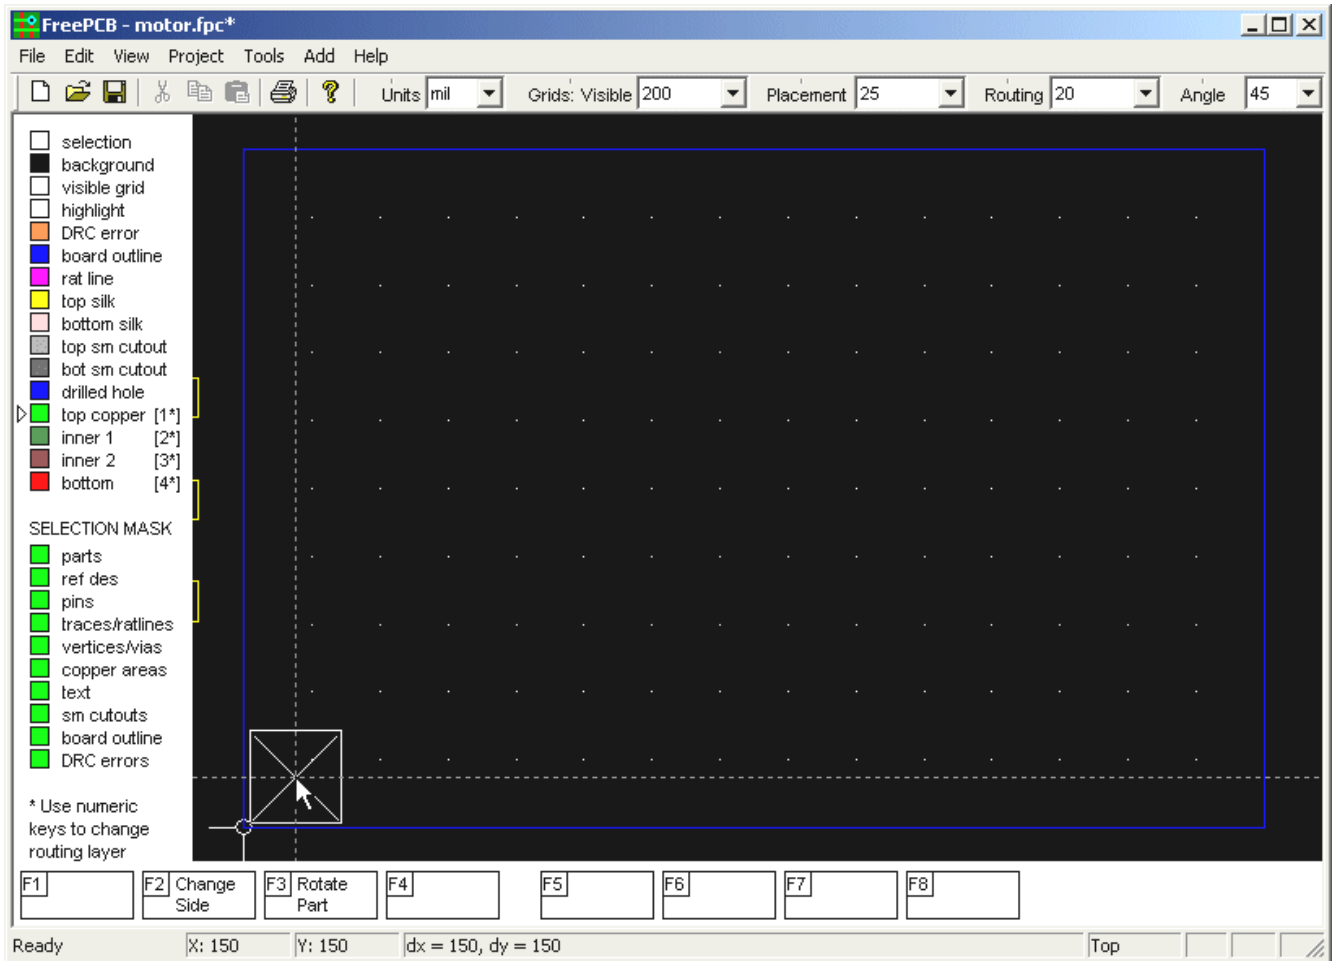 FreePCB - motor.fpc*
File Edit View Project Tools Add Help
Units mil Grids: Visible 200 Placement 25 Routing 20 Angle 45
selection
background
visible grid
highlight
DRC error
board outline
rat line
top silk
bottom silk
top sm cutout
bot sm cutout
drilled hole
top copper [1*]
inner 1 [2*]
inner 2 [3*]
bottom [4*]
SELECTION MASK
parts
ref des
pins
traces/ratlines
vertices/vias
copper areas
text
sm cutouts
board outline
DRC errors
* Use numeric
keys to change
routing layer
F1 F2 Change Side F3 Rotate Part F4 F5 F6 F7 F8
Ready X: 150 Y: 150 dx = 150, dy = 150 Top